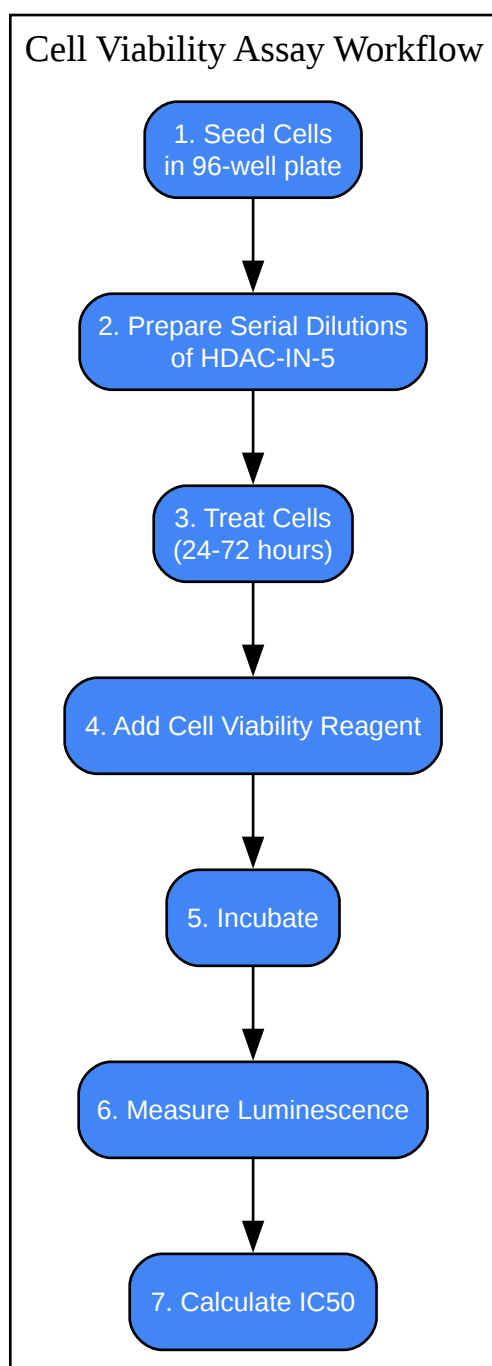 Cell Viability Assay Workflow
1. Seed Cells
in 96-well plate
2. Prepare Serial Dilutions
of HDAC-IN-5
3. Treat Cells
(24-72 hours)
4. Add Cell Viability Reagent
5. Incubate
6. Measure Luminescence
7. Calculate IC50